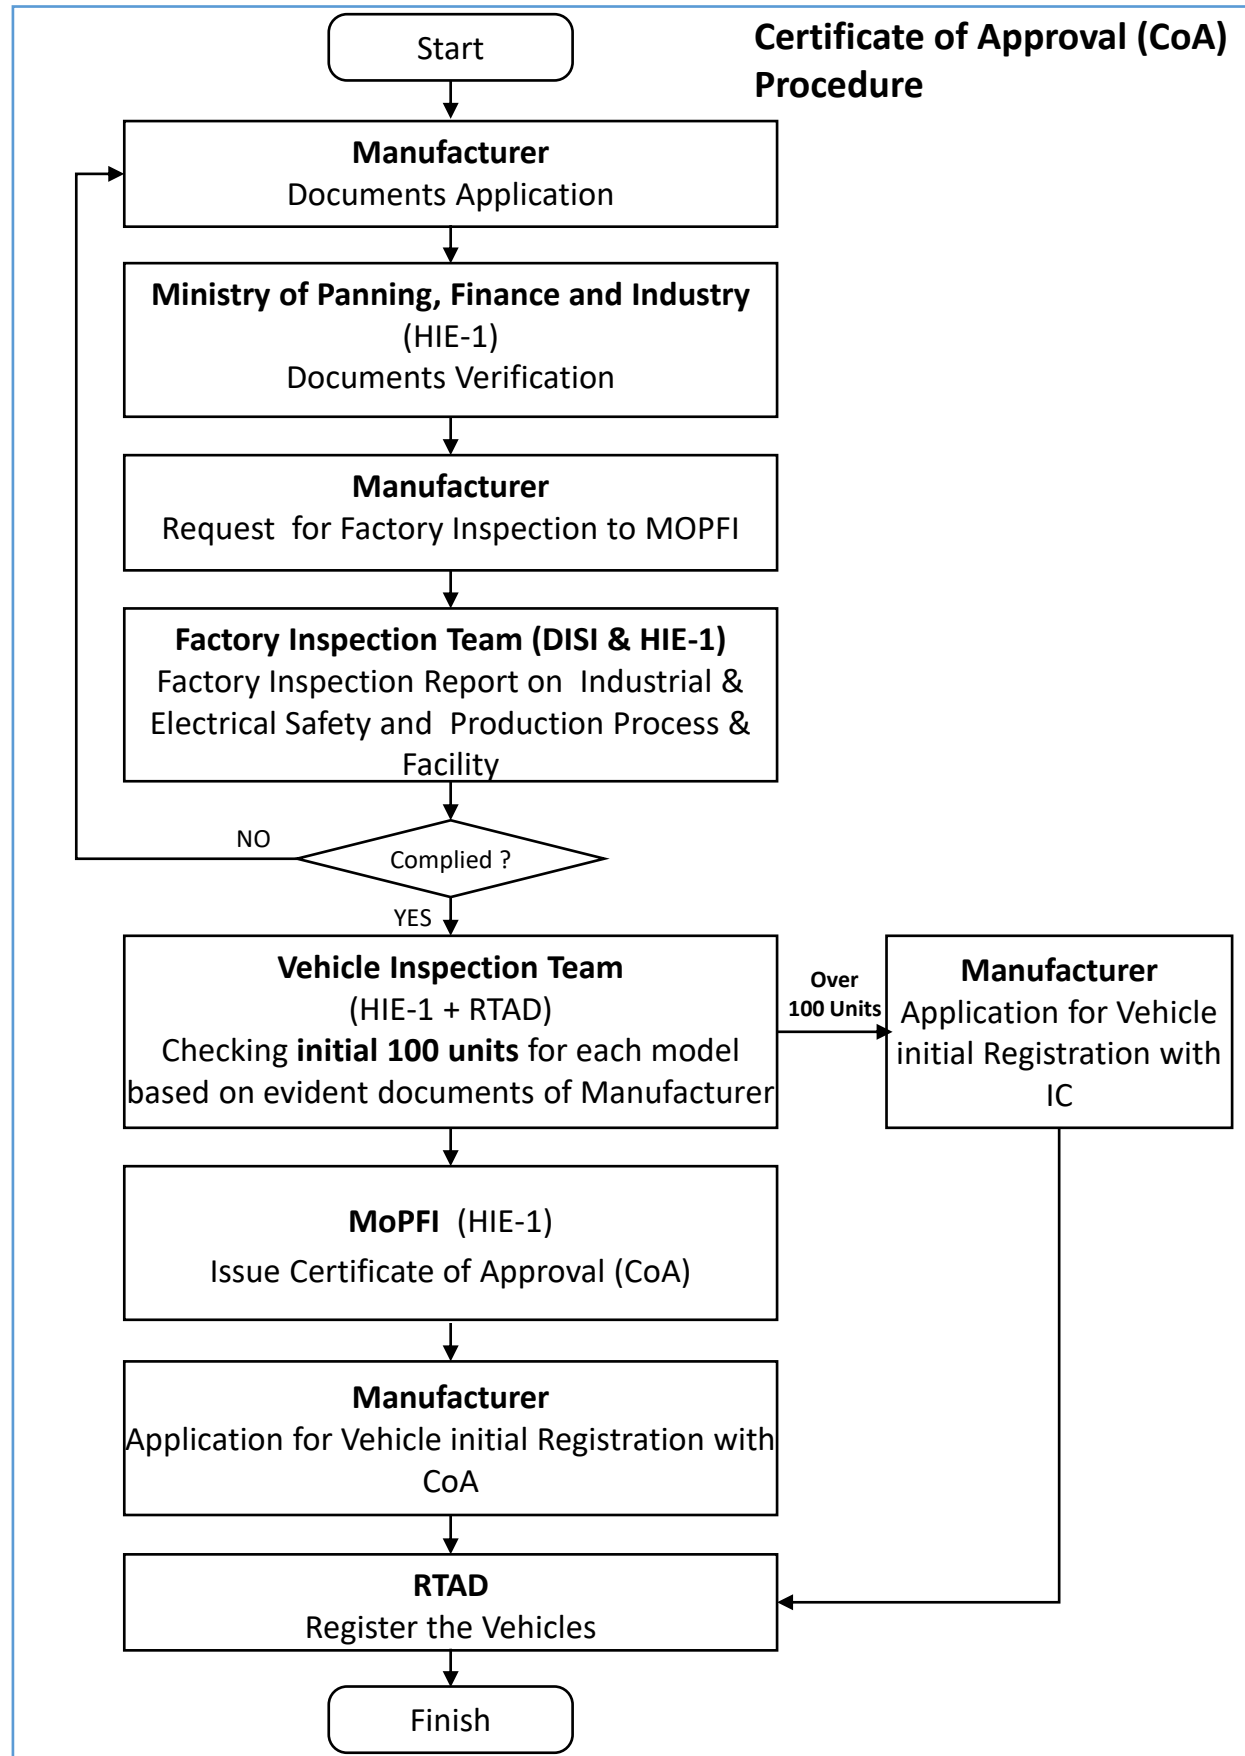 Certificate of Approval (CoA)
Procedure
Start
Manufacturer
Documents Application
Ministry of Panning, Finance and Industry
(HIE-1)
Documents Verification
Manufacturer
Request  for Factory Inspection to MOPFI
Factory Inspection Team (DISI & HIE-1)
Factory Inspection Report on  Industrial &
Electrical Safety and  Production Process &
Facility
NO
Complied ?
YES
Vehicle Inspection Team
(HIE-1 + RTAD)
Checking initial 100 units for each model
based on evident documents of Manufacturer
Over
100 Units
Manufacturer
Application for Vehicle
initial Registration with
IC
MoPFI  (HIE-1)
Issue Certificate of Approval (CoA)
Manufacturer
Application for Vehicle initial Registration with
CoA
RTAD
Register the Vehicles
Finish